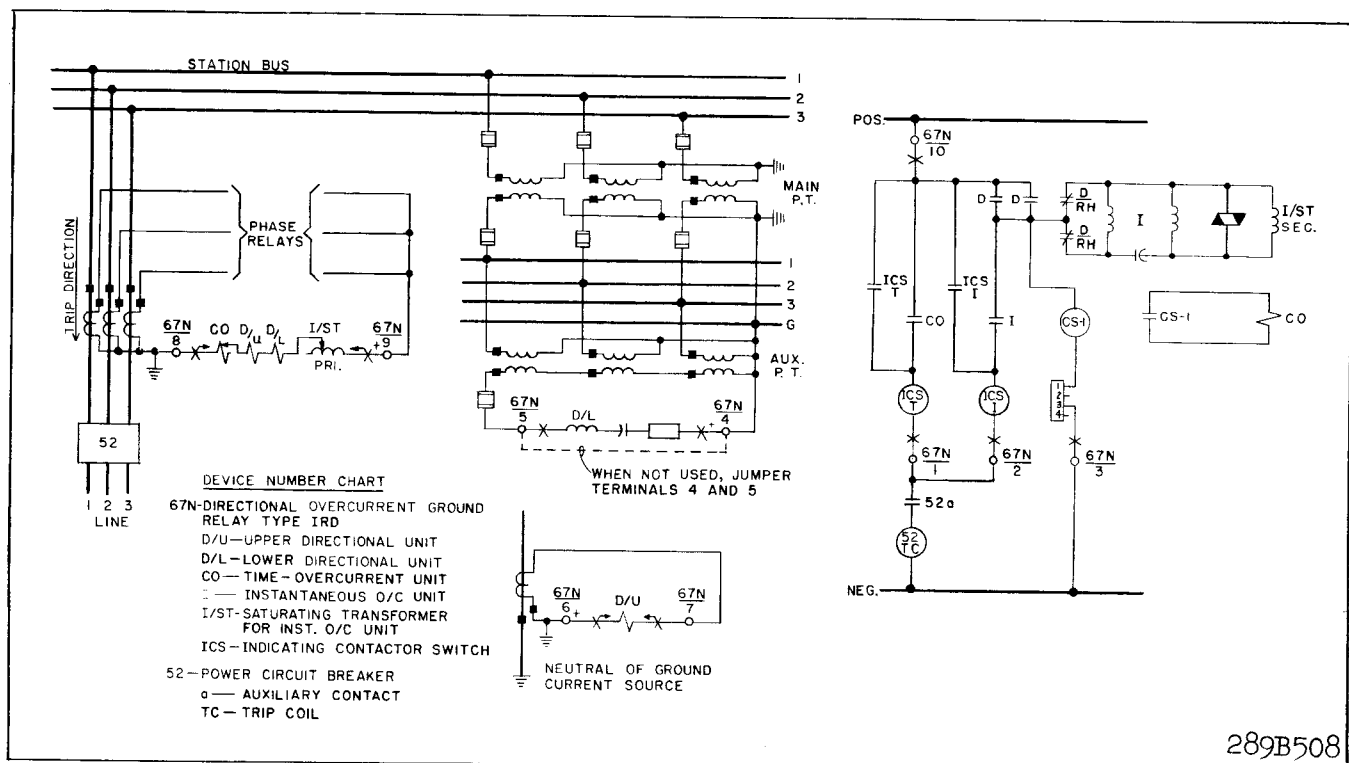 STATION BUS
1
2
3
TRIP DIRECTION
PHASE
RELAYS
67N
8
CO
D/U
D/L
I/ST
PRI.
67N
+9
52
1 2 3
LINE
MAIN
P.T.
1
2
3
G
AUX.
P.T.
67N
5
D/L
67N
+ 4
WHEN NOT USED, JUMPER
TERMINALS 4 AND 5
DEVICE NUMBER CHART
67N-DIRECTIONAL OVERCURRENT GROUND
RELAY TYPE IRD
D/U—UPPER DIRECTIONAL UNIT
D/L—LOWER DIRECTIONAL UNIT
CO— TIME-OVERCURRENT UNIT
I — INSTANTANEOUS O/C UNIT
I/ST-SATURATING TRANSFORMER
FOR INST. O/C UNIT
ICS-INDICATING CONTACTOR SWITCH
52—POWER CIRCUIT BREAKER
a — AUXILIARY CONTACT
TC — TRIP COIL
67N
6 +
D/U
67N
7
NEUTRAL OF GROUND
CURRENT SOURCE
POS.
67N
10
D
D
D
RH
D
RH
I
I/ST
SEC.
ICS
T
CO
ICS
I
I
CS-1
CS-1
CO
ICS
T
ICS
I
1
2
3
4
67N
1
67N
2
67N
3
52a
52
TC
NEG.
289B508